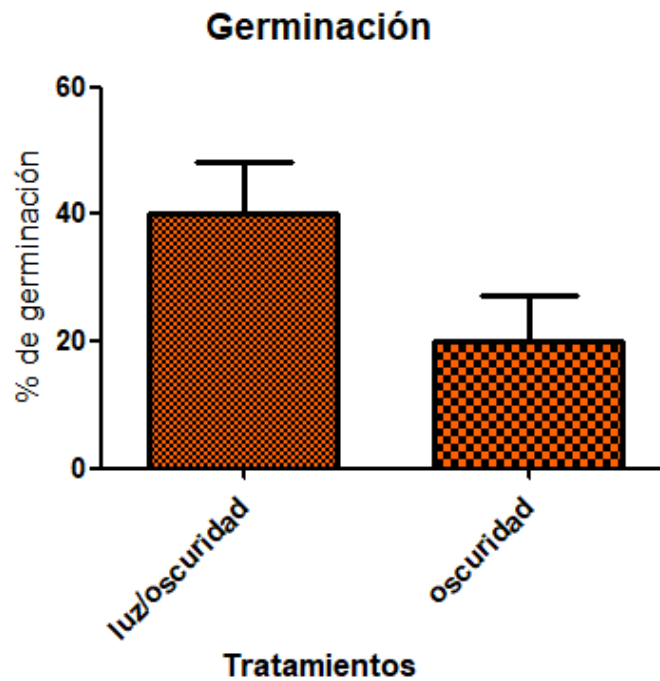 Germinación
% de germinación
60
40
20
0
luz/oscuridad
oscuridad
Tratamientos